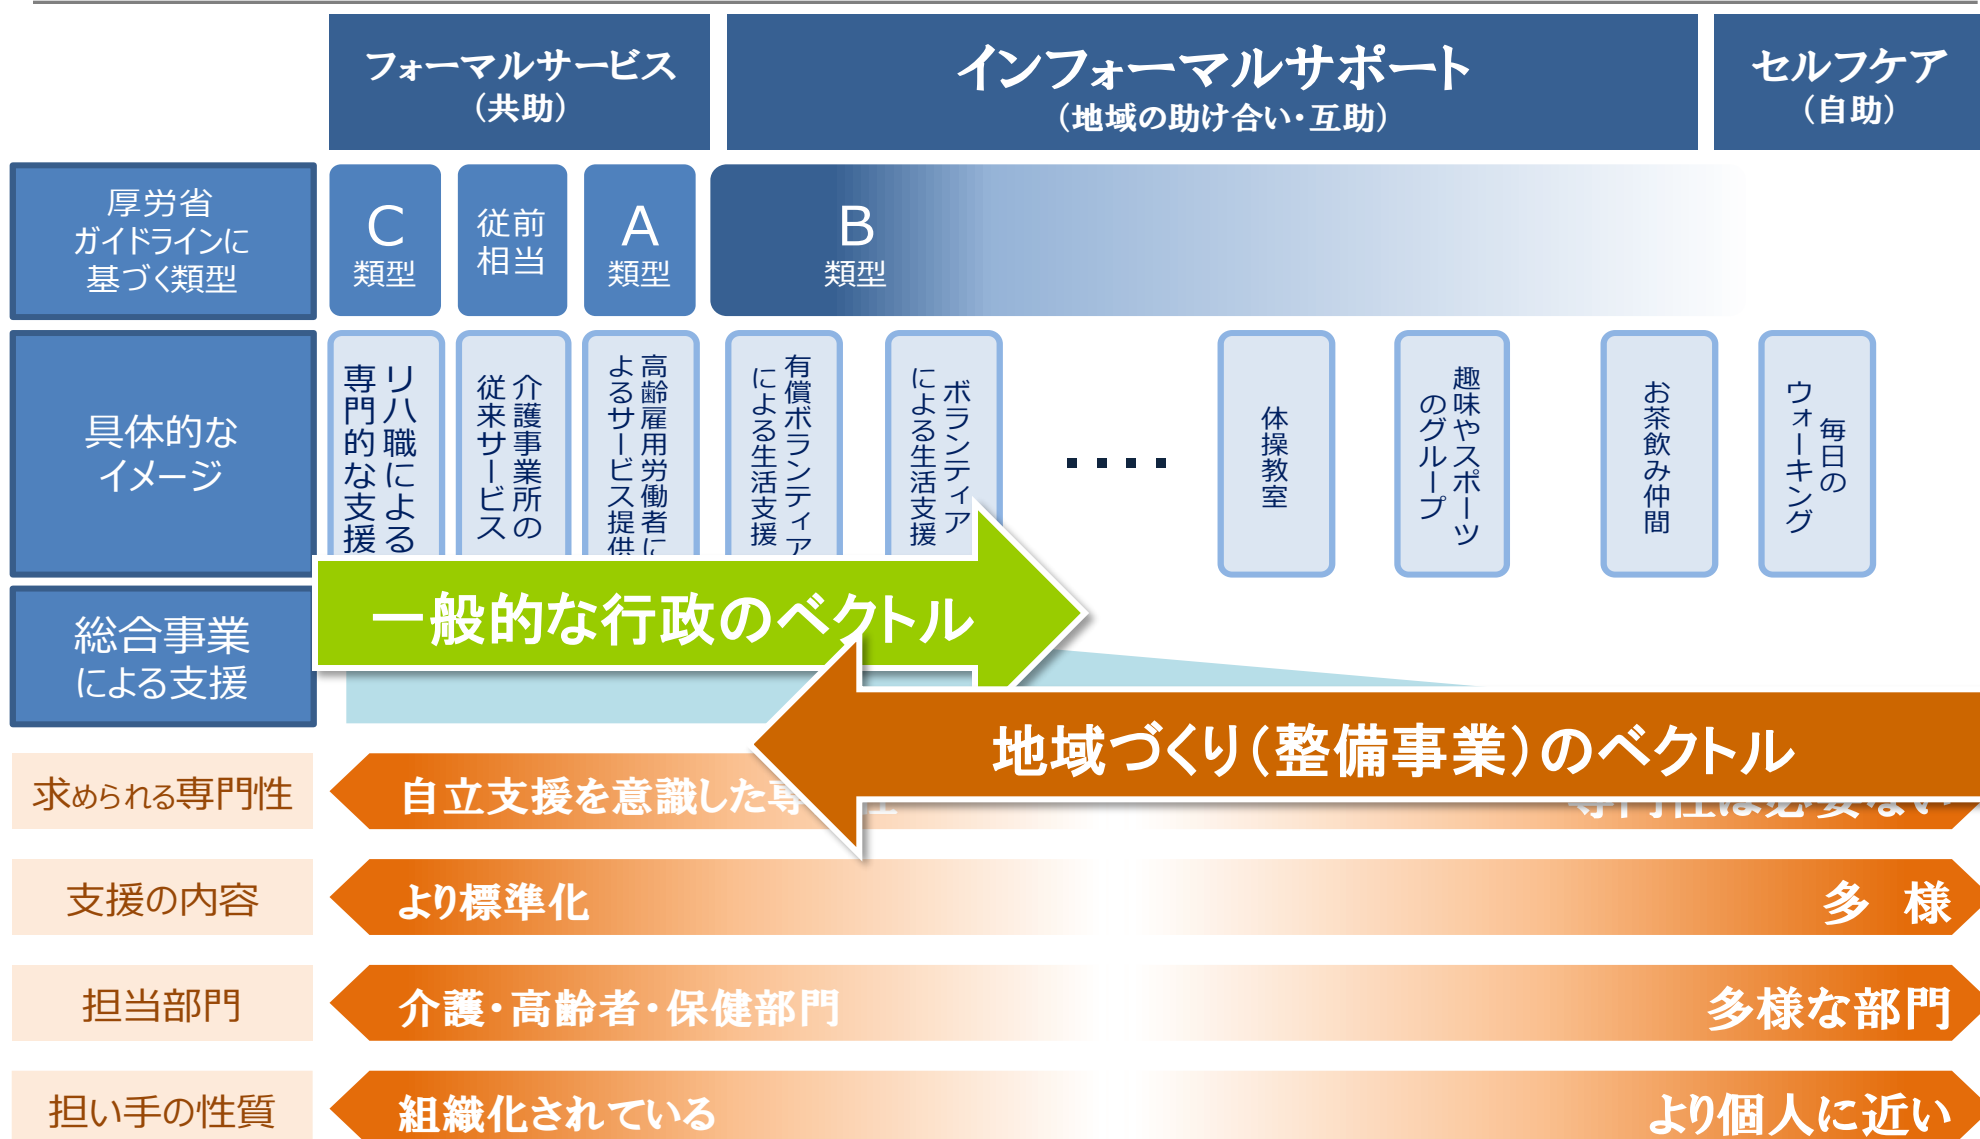 フォーマルサービス
（共助）
インフォーマルサポート
（地域の助け合い・互助）
セルフケア
（自助）
厚労省
ガイドラインに
基づく類型
C
類型
従前
相当
A
類型
B
類型
具体的な
イメージ
リハ職による
専門的な支援
介護事業所の
従来サービス
高齢雇用労働者に
よるサービス提供
有償ボランティア
による生活支援
ボランティア
による生活支援
・・・・
体操教室
趣味やスポーツ
のグループ
お茶飲み仲間
毎日の
ウォーキング
総合事業
による支援
一般的な行政のベクトル
地域づくり（整備事業）のベクトル
求められる専門性
自立支援を意識した専門性
専門性は必要ない
支援の内容
より標準化
多　様
担当部門
介護・高齢者・保健部門
多様な部門
担い手の性質
組織化されている
より個人に近い